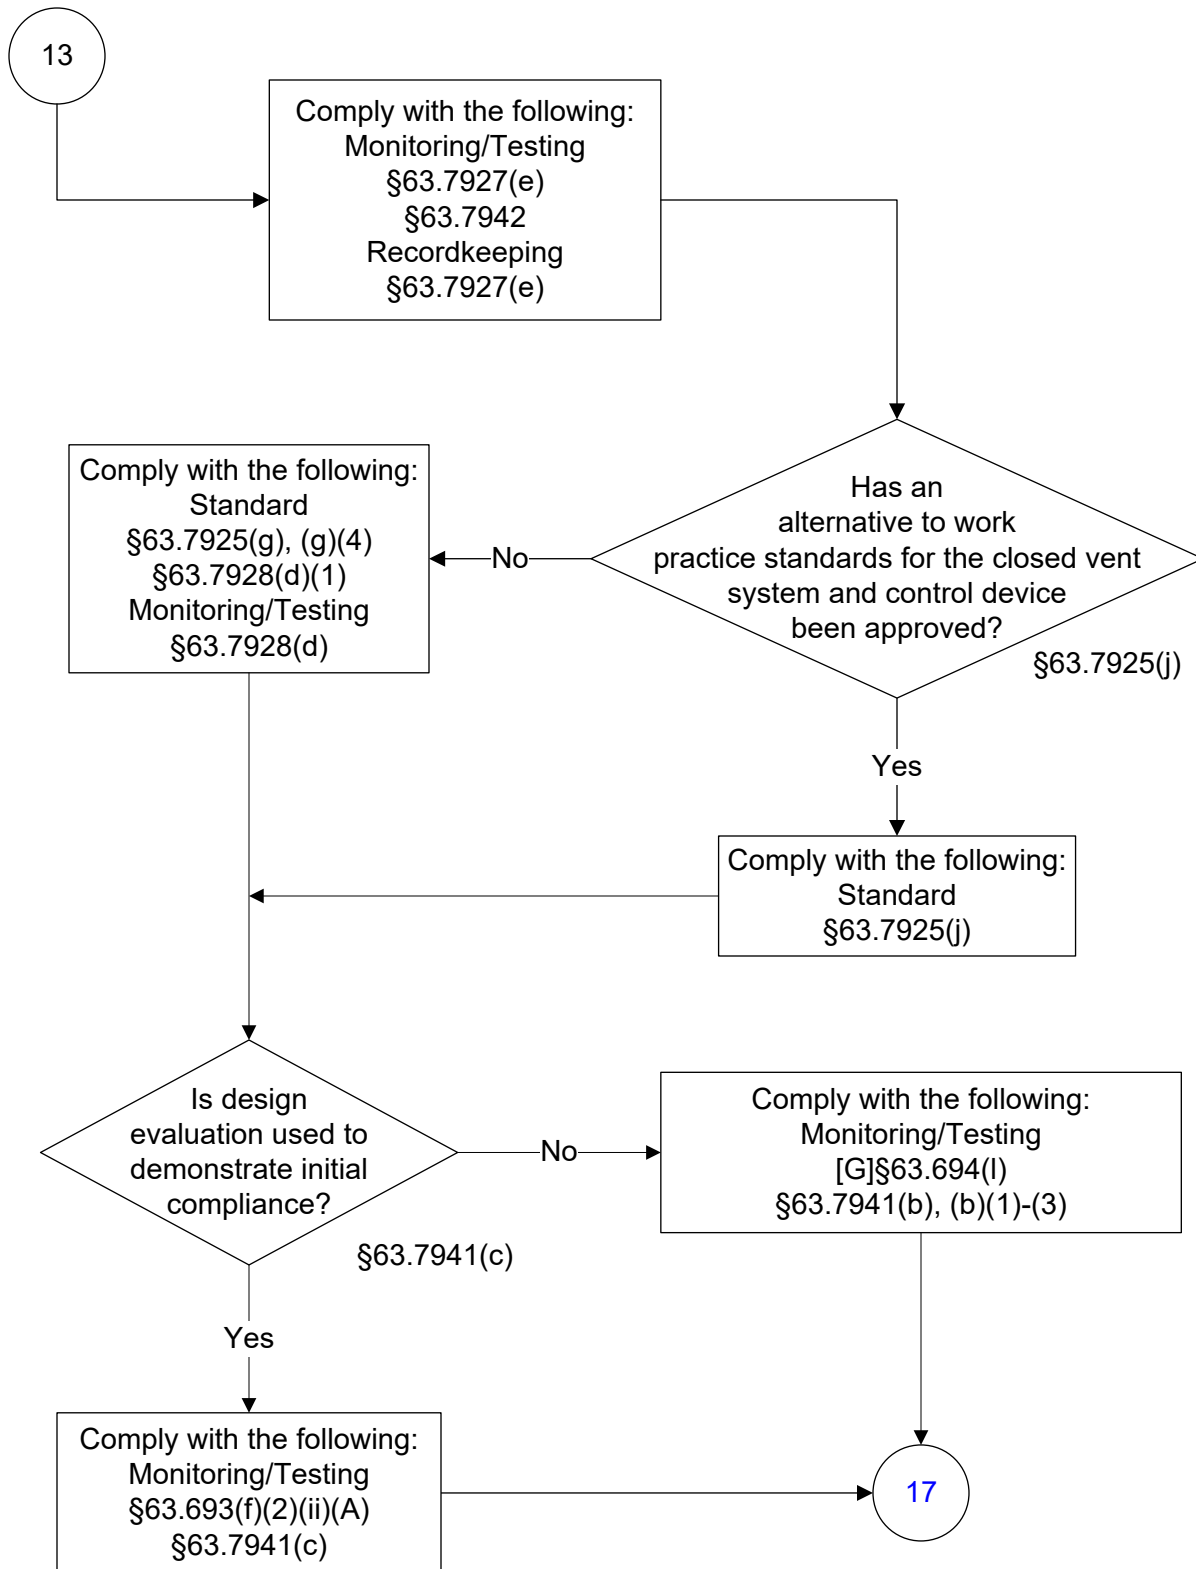 13
Comply with the following:
Monitoring/Testing
§63.7927(e)
§63.7942
Recordkeeping
§63.7927(e)
Has an
alternative to work
practice standards for the closed vent
system and control device
been approved?
§63.7925(j)
No
Comply with the following:
Standard
§63.7925(g), (g)(4)
§63.7928(d)(1)
Monitoring/Testing
§63.7928(d)
Yes
Comply with the following:
Standard
§63.7925(j)
Is design
evaluation used to
demonstrate initial
compliance?
§63.7941(c)
No
Comply with the following:
Monitoring/Testing
[G]§63.694(l)
§63.7941(b), (b)(1)-(3)
Yes
Comply with the following:
Monitoring/Testing
§63.693(f)(2)(ii)(A)
§63.7941(c)
17